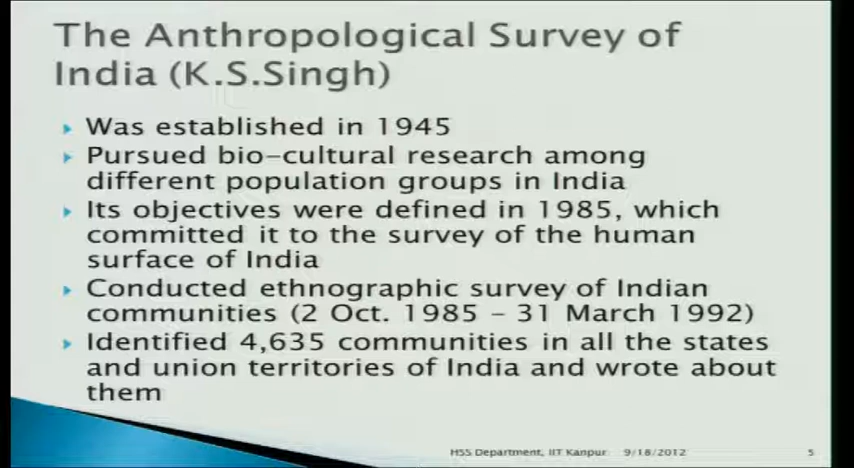 The Anthropological Survey of
India (K.S.Singh)
Was established in 1945
Pursued bio-cultural research among
different population groups in India
Its objectives were defined in 1985, which
committed it to the survey of the human
surface of India
Conducted ethnographic survey of Indian
communities (2 Oct. 1985 – 31 March 1992)
Identified 4,635 communities in all the states
and union territories of India and wrote about
them
HSS Department, IIT Kanpur 9/18/2012 5